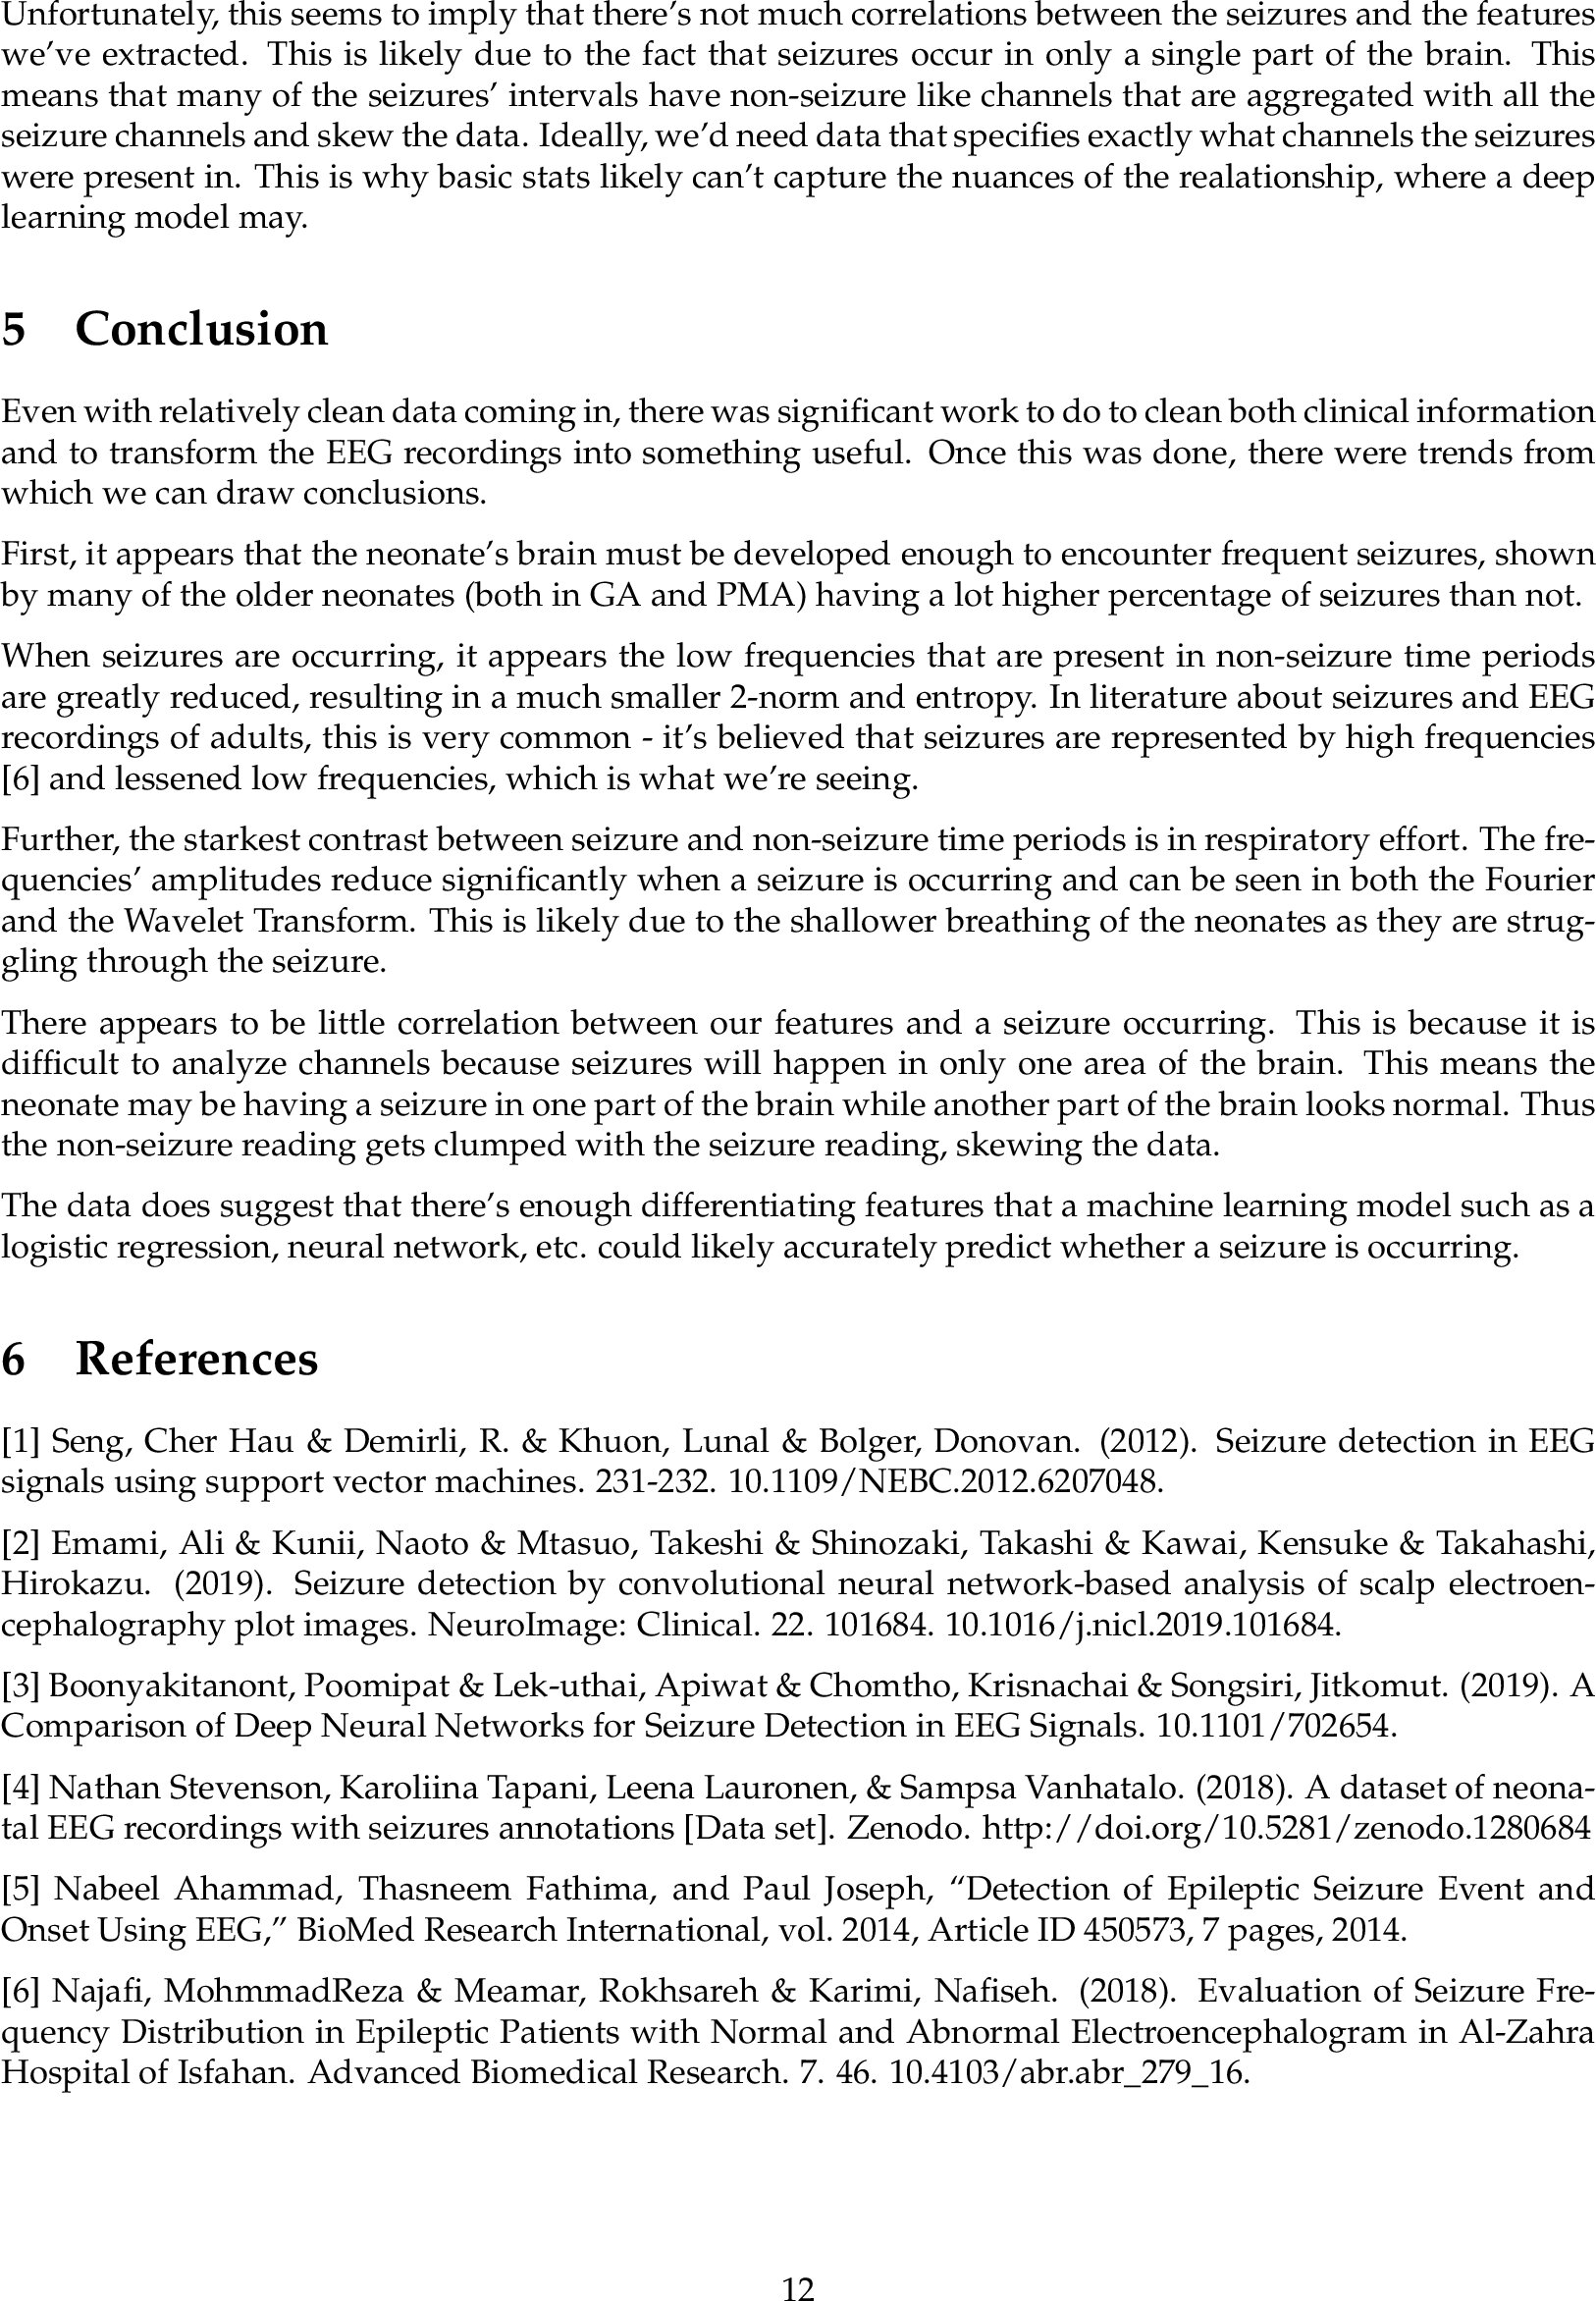 Unfortunately, this seems to imply that there's not much correlations between the seizures and the features
we've extracted. This is likely due to the fact that seizures occur in only a single part of the brain. This
means that many of the seizures' intervals have non-seizure like channels that are aggregated with all the
seizure channels and skew the data. Ideally, we'd need data that specifies exactly what channels the seizures
were present in. This is why basic stats likely can't capture the nuances of the realationship, where a deep
learning model may.
5 Conclusion
Even with relatively clean data coming in, there was significant work to do to clean both clinical information
and to transform the EEG recordings into something useful. Once this was done, there were trends from
which we can draw conclusions.
First, it appears that the neonate's brain must be developed enough to encounter frequent seizures, shown
by many of the older neonates (both in GA and PMA) having a lot higher percentage of seizures than not.
When seizures are occurring, it appears the low frequencies that are present in non-seizure time periods
are greatly reduced, resulting in a much smaller 2-norm and entropy. In literature about seizures and EEG
recordings of adults, this is very common - it's believed that seizures are represented by high frequencies
[6] and lessened low frequencies, which is what we're seeing.
Further, the starkest contrast between seizure and non-seizure time periods is in respiratory effort. The fre-
quencies' amplitudes reduce significantly when a seizure is occurring and can be seen in both the Fourier
and the Wavelet Transform. This is likely due to the shallower breathing of the neonates as they are strug-
gling through the seizure.
There appears to be little correlation between our features and a seizure occurring. This is because it is
difficult to analyze channels because seizures will happen in only one area of the brain. This means the
neonate may be having a seizure in one part of the brain while another part of the brain looks normal. Thus
the non-seizure reading gets clumped with the seizure reading, skewing the data.
The data does suggest that there's enough differentiating features that a machine learning model such as a
logistic regression, neural network, etc. could likely accurately predict whether a seizure is occurring.
6 References
[1] Seng, Cher Hau & Demirli, R. & Khuon, Lunal & Bolger, Donovan. (2012). Seizure detection in EEG
signals using support vector machines. 231-232. 10.1109/NEBC.2012.6207048.
[2] Emami, Ali & Kunii, Naoto & Mtasuo, Takeshi & Shinozaki, Takashi & Kawai, Kensuke & Takahashi,
Hirokazu. (2019). Seizure detection by convolutional neural network-based analysis of scalp electroen-
cephalography plot images. NeuroImage: Clinical. 22. 101684. 10.1016/j.nicl.2019.101684.
[3] Boonyakitanont, Poomipat & Lek-uthai, Apiwat & Chomtho, Krisnachai & Songsiri, Jitkomut. (2019). A
Comparison of Deep Neural Networks for Seizure Detection in EEG Signals. 10.1101/702654.
[4] Nathan Stevenson, Karoliina Tapani, Leena Lauronen, & Sampsa Vanhatalo. (2018). A dataset of neona-
tal EEG recordings with seizures annotations [Data set]. Zenodo. http://doi.org/10.5281/zenodo.1280684
[5] Nabeel Ahammad, Thasneem Fathima, and Paul Joseph, “Detection of Epileptic Seizure Event and
Onset Using EEG,” BioMed Research International, vol. 2014, Article ID 450573, 7 pages, 2014.
[6] Najafi, MohmmadReza & Meamar, Rokhsareh & Karimi, Nafiseh. (2018). Evaluation of Seizure Fre-
quency Distribution in Epileptic Patients with Normal and Abnormal Electroencephalogram in Al-Zahra
Hospital of Isfahan. Advanced Biomedical Research. 7. 46. 10.4103/abr.abr_279_16.
12